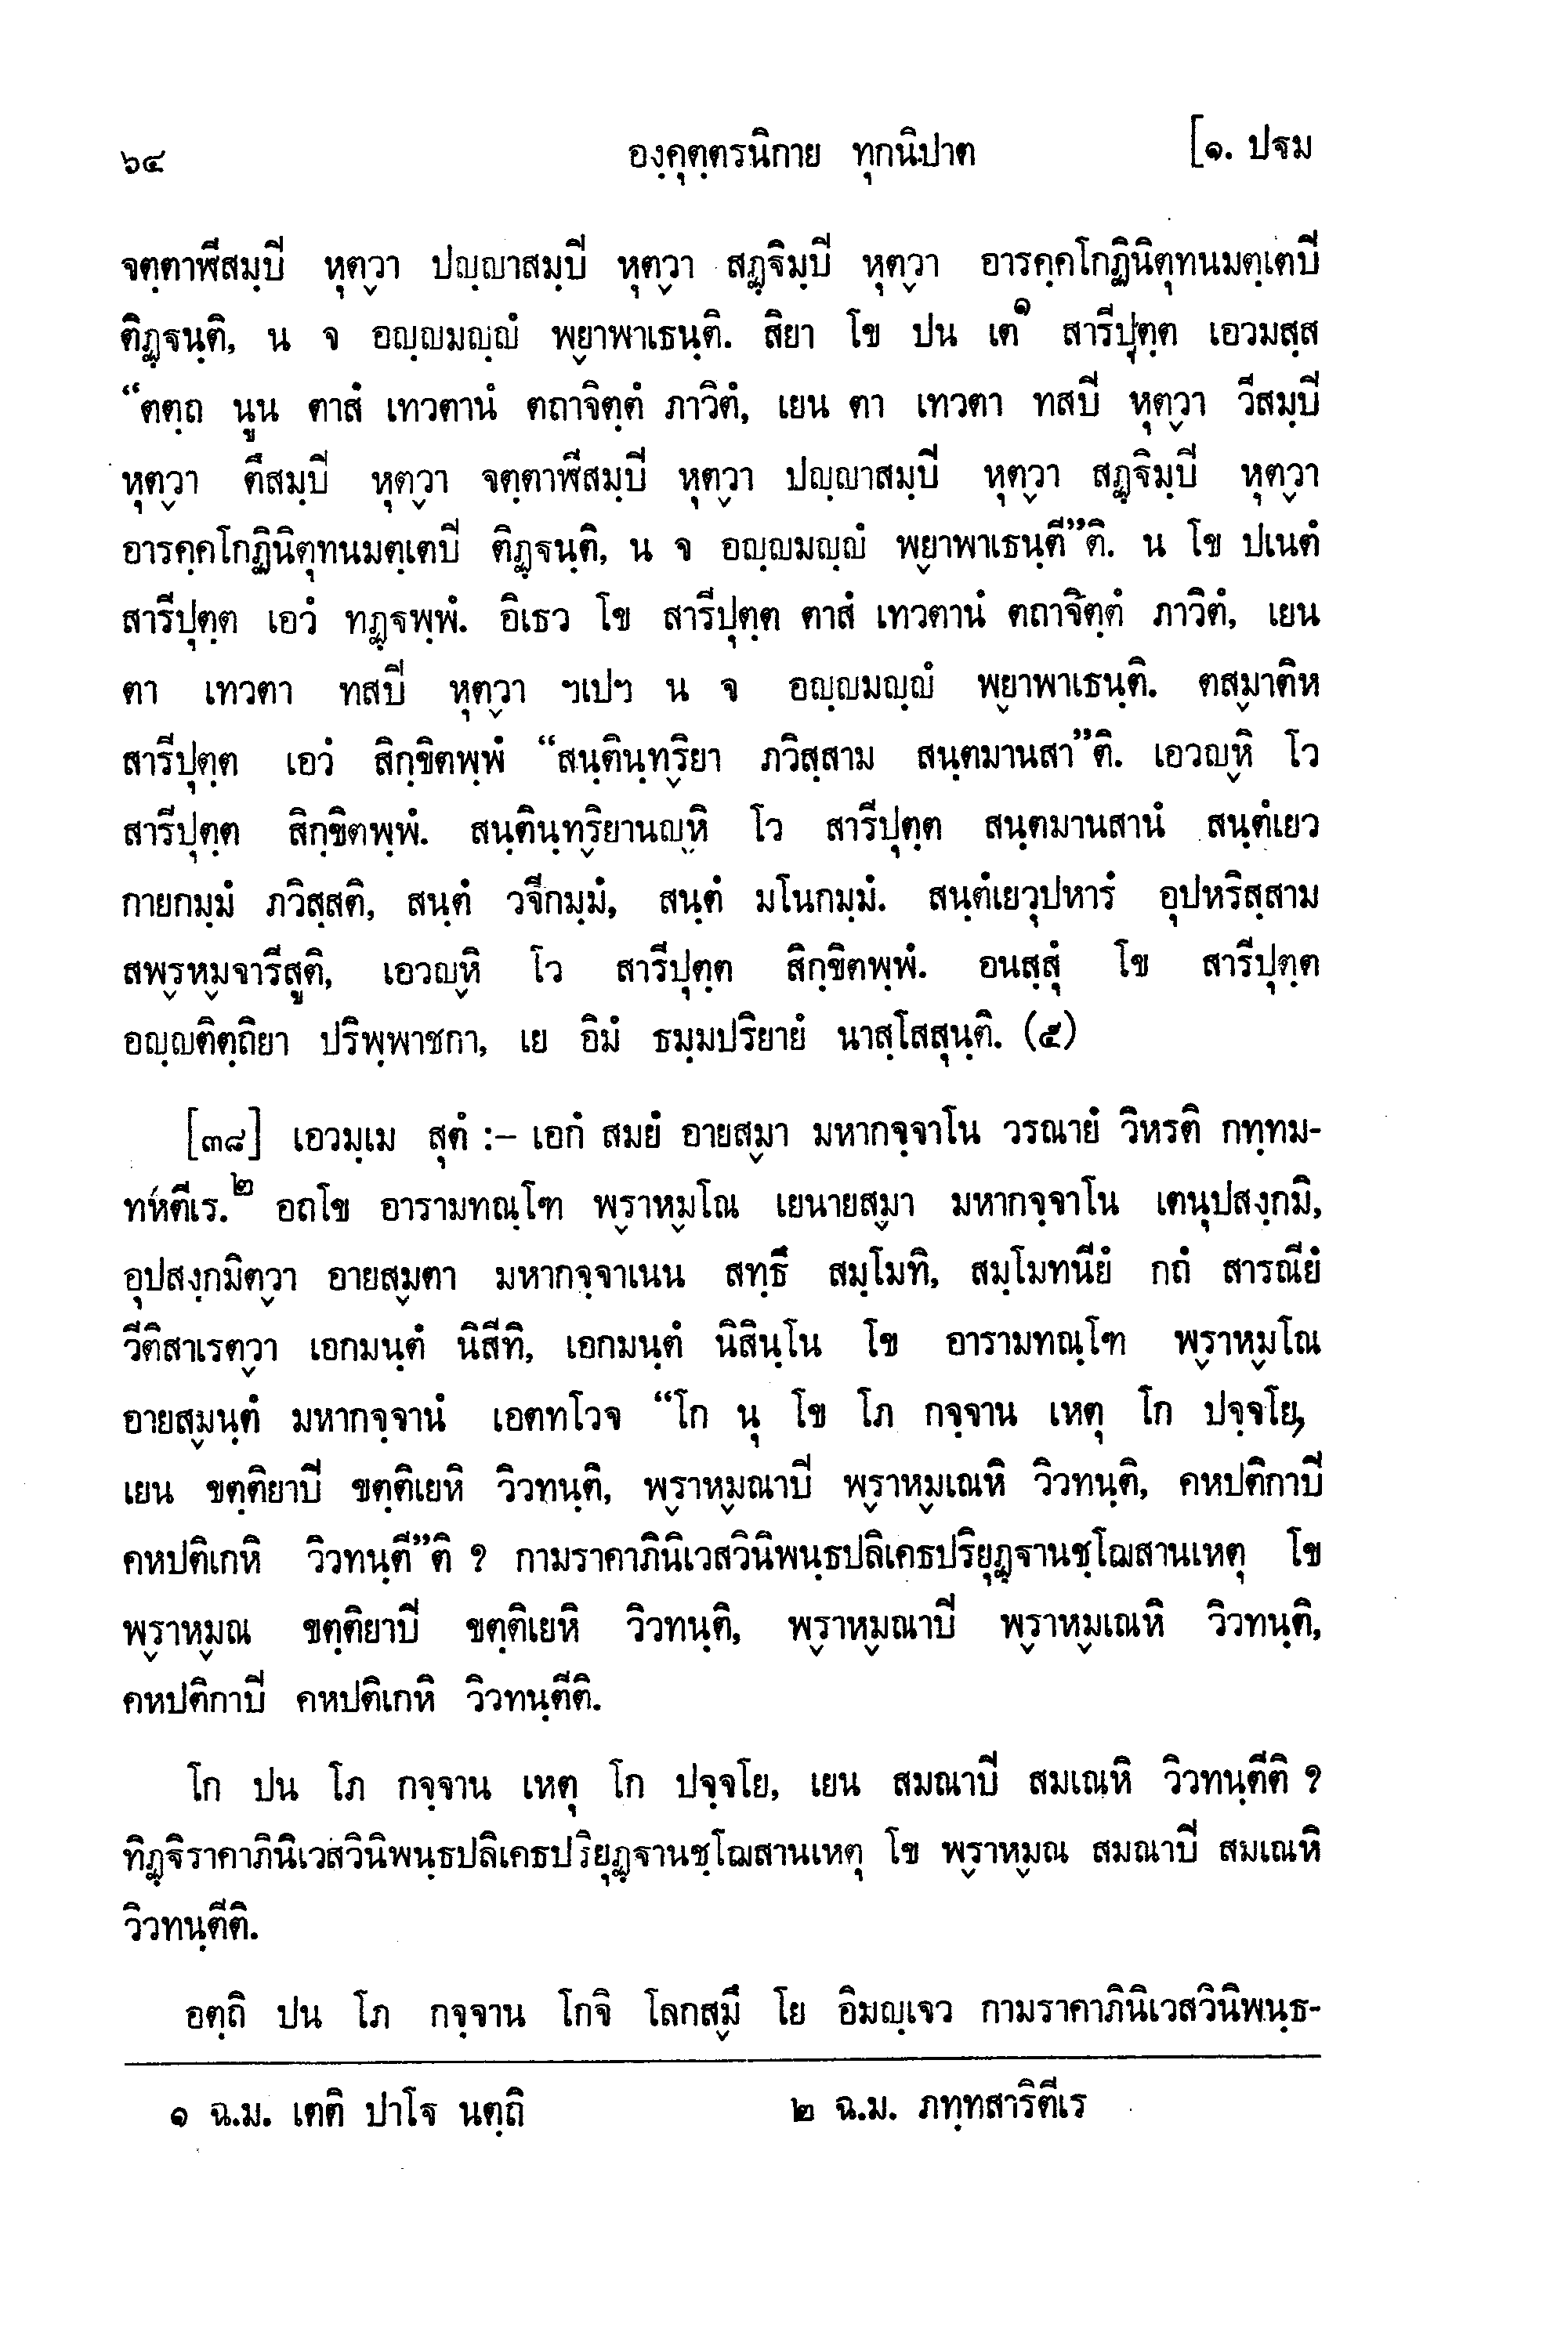 ๖๔ องฺคุตฺตรนิกาย ทุกนิปาต [๑. ปฐม
จตฺตาฬีสมฺปิ หุตฺวา ปญฺญาสมฺปิ หุตฺวา สฏฺฐิมฺปิ หุตฺวา อารคฺคโกฏินิตุทนมตฺเตปิ
ติฏฺฐนฺติ, น จ อญฺญมญฺญํ พฺยาพาเธนฺติ. สิยา โข ปน เต๑ สารีปุตฺต เอวมสฺส
“ตตฺถ นูน ตาสํ เทวตานํ ตถาจิตฺตํ ภาวิตํ, เยน ตา เทวตา ทสปิ หุตฺวา วีสมฺปิ
หุตฺวา ตึสมฺปิ หุตฺวา จตฺตาฬีสมฺปิ หุตฺวา ปญฺญาสมฺปิ หุตฺวา สฏฺฐิมฺปิ หุตฺวา
อารคฺคโกฏินิตุทนมตฺเตปิ ติฏฺฐนฺติ, น จ อญฺญมญฺญํ พฺยาพาเธนฺตี”ติ. น โข ปเนตํ
สารีปุตฺต เอวํ ทฏฺฐพฺพํ. อิเธว โข สารีปุตฺต ตาสํ เทวตานํ ตถาจิตฺตํ ภาวิตํ, เยน
ตา เทวตา ทสปิ หุตฺวา ฯเปฯ น จ อญฺญมญฺญํ พฺยาพาเธนฺติ. ตสฺมาติห
สารีปุตฺต เอวํ สิกฺขิตพฺพํ “สนฺตินฺทฺริยา ภวิสฺสาม สนฺตมานสา”ติ. เอวญฺหิ โว
สารีปุตฺต สิกฺขิตพฺพํ. สนฺตินฺทฺริยานญฺหิ โว สารีปุตฺต สนฺตมานสานํ สนฺตํเยว
กายกมฺมํ ภวิสฺสติ, สนฺตํ วจีกมฺมํ, สนฺตํ มโนกมฺมํ. สนฺตํเยวุปหารํ อุปหริสฺสาม
สพฺรหฺมจารีสูติ, เอวญฺหิ โว สารีปุตฺต สิกฺขิตพฺพํ. อนสฺสุํ โข สารีปุตฺต
อญฺญติตฺถิยา ปริพฺพาชกา, เย อิมํ ธมฺมปริยายํ นาสฺโสสุนฺติ. (๕)
[๓๘] เอวมฺเม สุตํ :– เอกํ สมยํ อายสฺมา มหากจฺจาโน วรณายํ วิหรติ กทฺทม-
ทหํตีเร.๒ อถโข อารามทณฺโฑ พฺราหฺมโณ เยนายสฺมา มหากจฺจาโน เตนุปสงฺกมิ,
อุปสงฺกมิตฺวา อายสฺมตา มหากจฺจาเนน สทฺธึ สมฺโมทิ, สมฺโมทนียํ กถํ สารณียํ
วีติสาเรตฺวา เอกมนฺตํ นิสีทิ, เอกมนฺตํ นิสินฺโน โข อารามทณฺโฑ พฺราหฺมโณ
อายสฺมนฺตํ มหากจฺจานํ เอตทโวจ “โก นุ โข โภ กจฺจาน เหตุ โก ปจฺจโย,
เยน ขตฺติยาปิ ขตฺติเยหิ วิวทนฺติ, พฺราหฺมณาปิ พฺราหฺมเณหิ วิวทนฺติ, คหปติกาปิ
คหปติเกหิ วิวทนฺตี”ติ ? กามราคาภินิเวสวินิพนฺธปลิเคธปริยุฏฺฐานชฺโฌสานเหตุ โข
พฺราหฺมณ ขตฺติยาปิ ขตฺติเยหิ วิวทนฺติ, พฺราหฺมณาปิ พฺราหฺมเณหิ วิวทนฺติ,
คหปติกาปิ คหปติเกหิ วิวทนฺตีติ.
โก ปน โภ กจฺจาน เหตุ โก ปจฺจโย, เยน สมณาปิ สมเณหิ วิวทนฺตีติ ?
ทิฏฺฐิราคาภินิเวสวินิพนฺธปลิเคธปริยุฏฺฐานชฺโฌสานเหตุ โข พฺราหฺมณ สมณาปิ สมเณหิ
วิวทนฺตีติ.
อตฺถิ ปน โภ กจฺจาน โกจิ โลกสฺมึ โย อิมญฺเจว กามราคาภินิเวสวินิพนฺธ-
๑ ฉ.ม. เตติ ปาโฐ นตฺถิ ๒ ฉ.ม. ภทฺทสาริตีเร